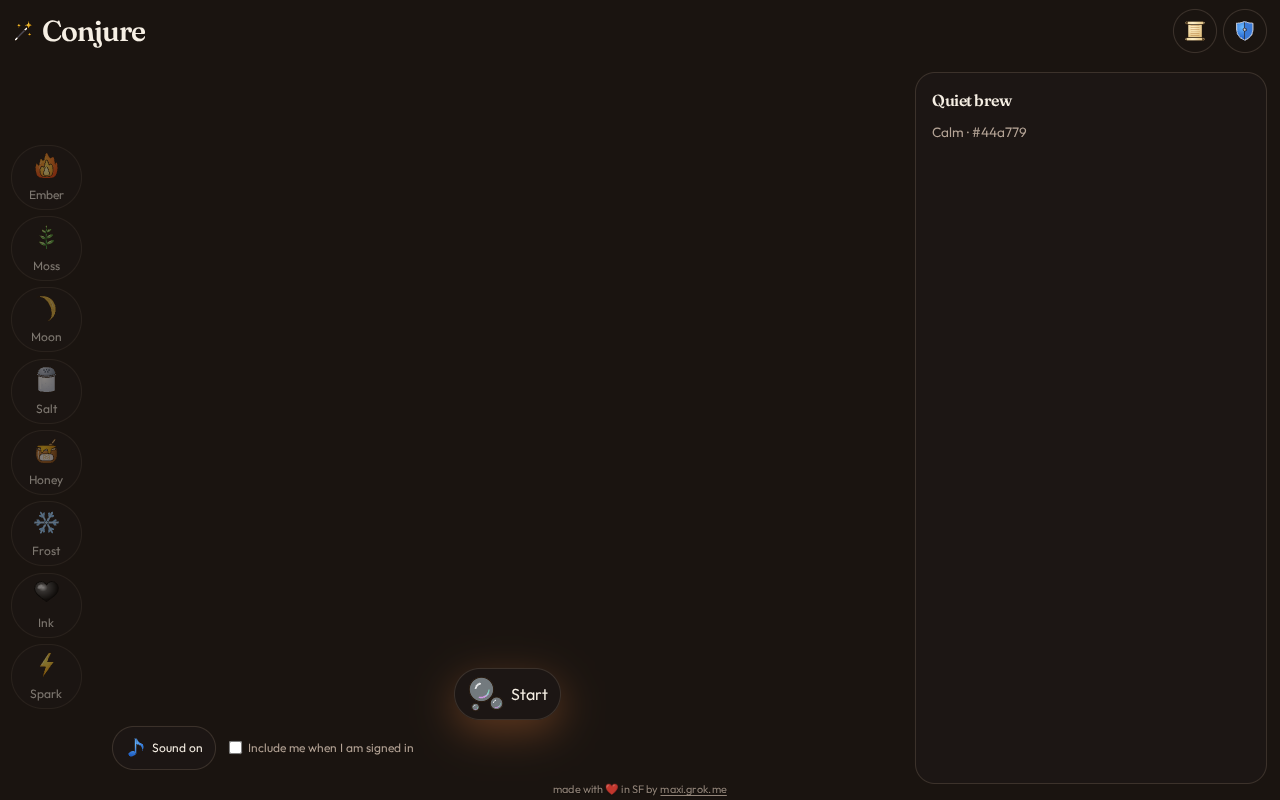 Conjure
Quiet brew
Calm · #44a779
Ember
Moss
Moon
Salt
Honey
Frost
Ink
Spark
Start
Sound on
Include me when I am signed in
made with ❤️ in SF by maxi.grok.me